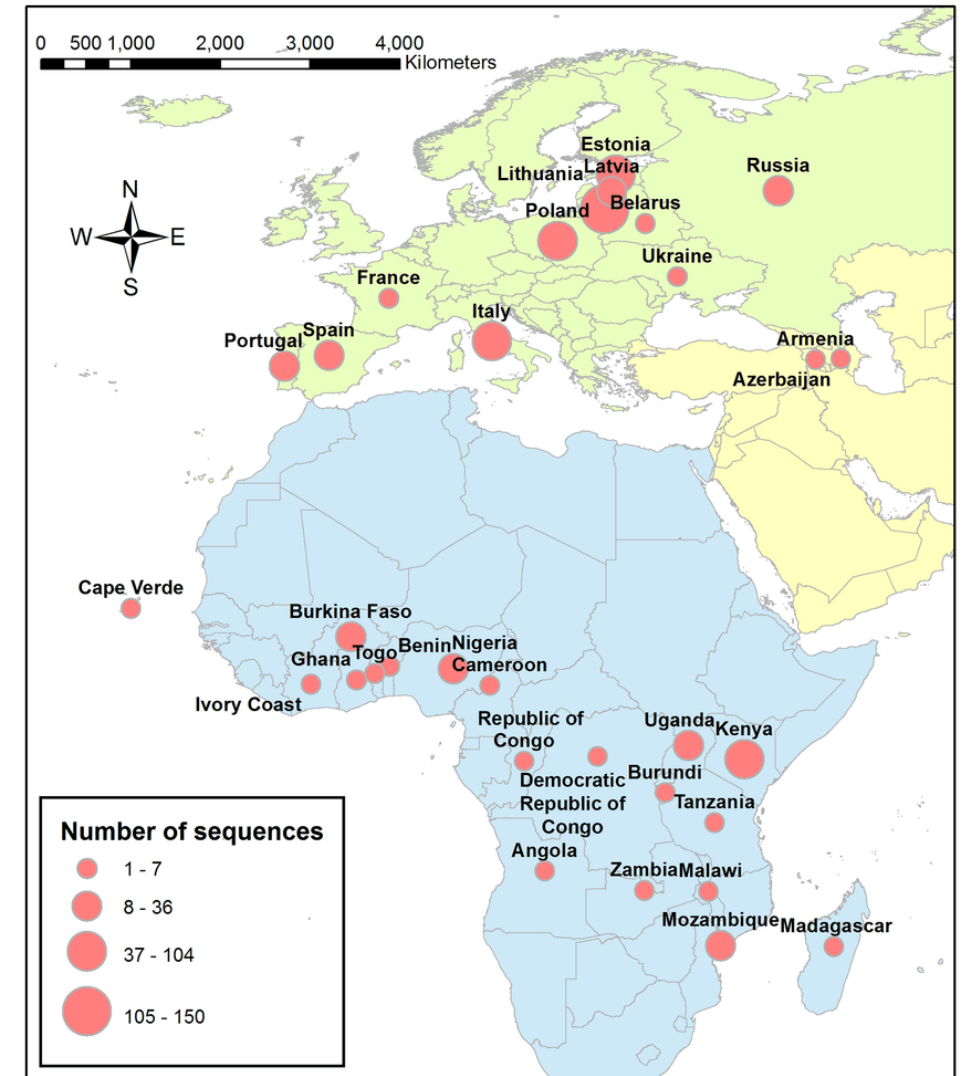 0 500 1,000 2,000 3,000 4,000
Kilometers
N
W E
S
Estonia
Latvia
Lithuania
Russia
Poland
Belarus
Ukraine
France
Italy
Portugal
Spain
Armenia
Azerbaijan
Cape Verde
Burkina Faso
Ghana
Togo
Benin
Nigeria
Cameroon
Ivory Coast
Republic of
Congo
Uganda
Kenya
Democratic
Republic of
Congo
Burundi
Tanzania
Angola
Zambia
Malawi
Mozambique
Madagascar
Number of sequences
1 - 7
8 - 36
37 - 104
105 - 150